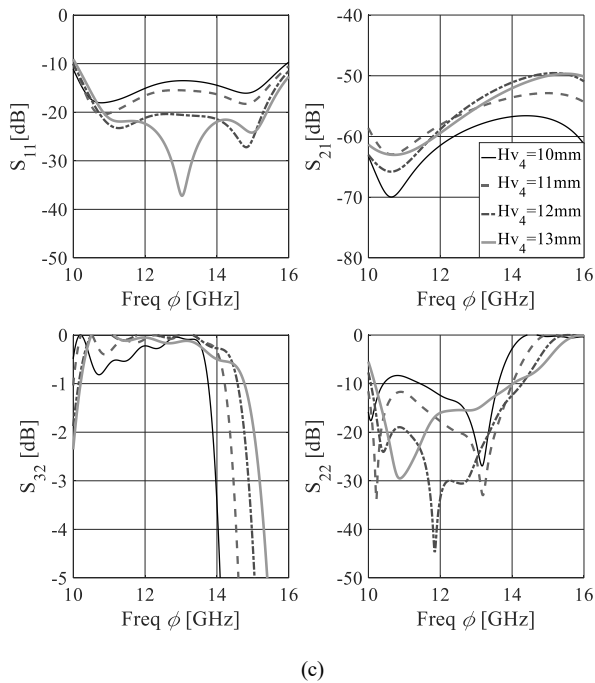 0
-10
-20
-30
-40
-50
10 12 14 16
S11 [dB]
Freq ϕ [GHz]
-40
-50
-60
-70
-80
10 12 14 16
S21 [dB]
Freq ϕ [GHz]
Hv4=10mm
Hv4=11mm
Hv4=12mm
Hv4=13mm
0
-1
-2
-3
-4
-5
10 12 14 16
S32 [dB]
Freq ϕ [GHz]
0
-10
-20
-30
-40
-50
10 12 14 16
S22 [dB]
Freq ϕ [GHz]
(c)